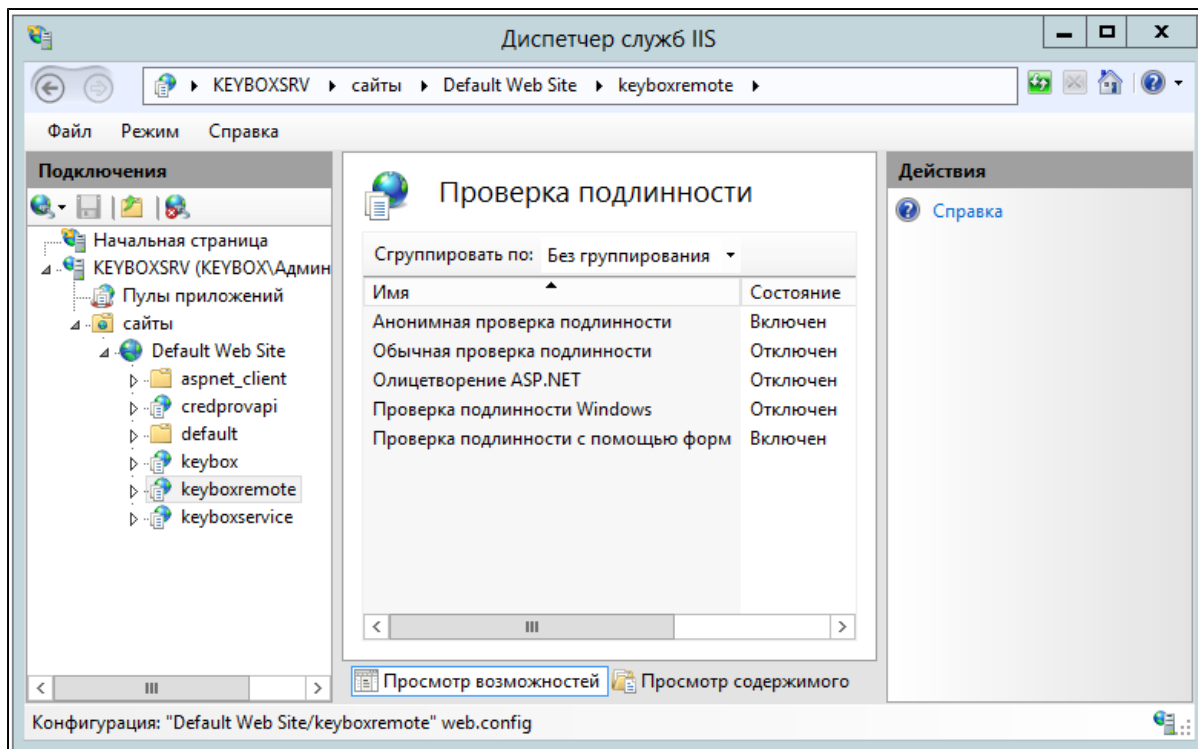 Диспетчер служб IIS
KEYBOXSRV сайты Default Web Site keyboxremote
Файл Режим Справка
Подключения
Начальная страница
KEYBOXSRV (KEYBOX\Админ
Пулы приложений
сайты
Default Web Site
aspnet_client
credprovapi
default
keybox
keyboxremote
keyboxservice
Проверка подлинности
Сгруппировать по: Без группирования
Имя Состояние
Анонимная проверка подлинности Включен
Обычная проверка подлинности Отключен
Олицетворение ASP.NET Отключен
Проверка подлинности Windows Отключен
Проверка подлинности с помощью форм Включен
Просмотр возможностей Просмотр содержимого
Действия
Справка
Конфигурация: "Default Web Site/keyboxremote" web.config